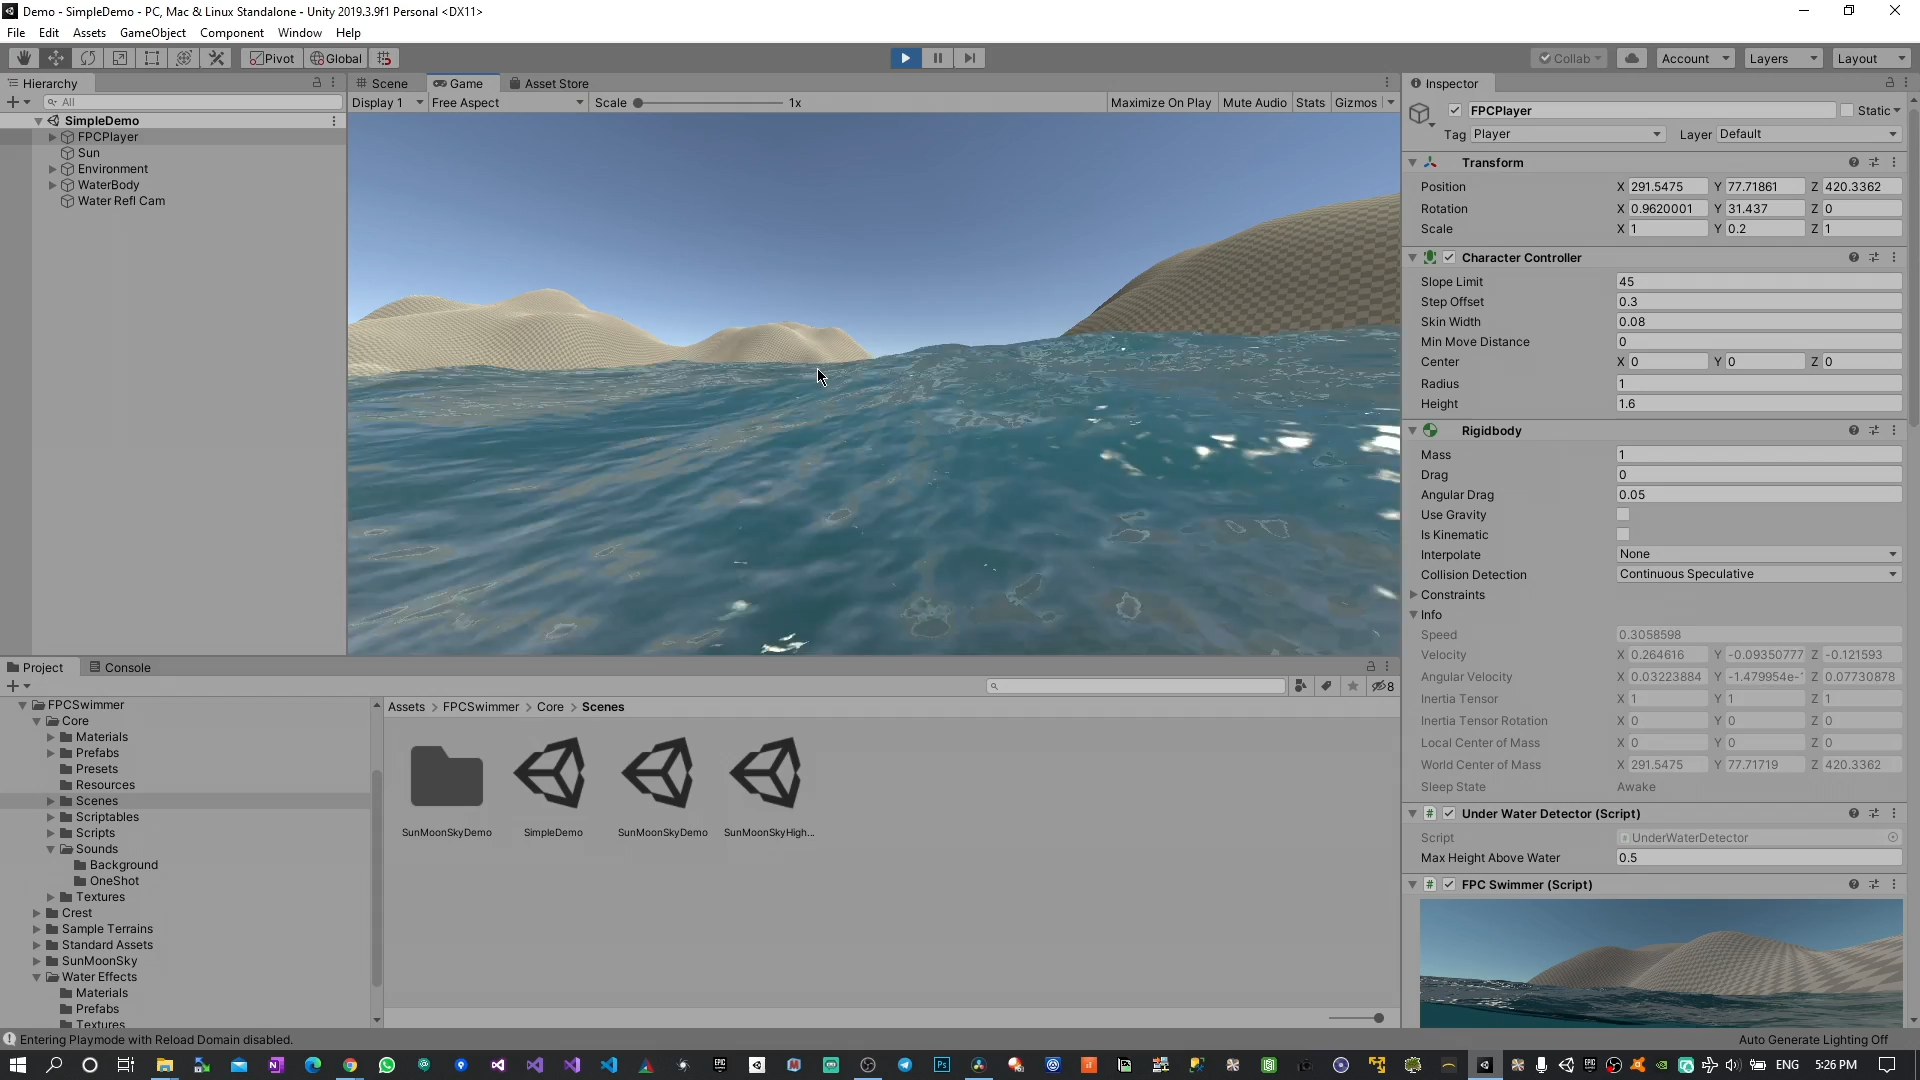 Demo - SimpleDemo - PC, Mac & Linux Standalone - Unity 2019.3.9f1 Personal <DX11>
File Edit Assets GameObject Component Window Help
Pivot Global Collab Account Layers Layout
Hierarchy
All
SimpleDemo
FPCPlayer
Sun
Environment
WaterBody
Water Refl Cam
Scene Game Asset Store
Display 1 Free Aspect Scale 1x Maximize On Play Mute Audio Stats Gizmos
Inspector
FPCPlayer Static
Tag Player Layer Default
Transform
Position X 291.5475 Y 77.71861 Z 420.3362
Rotation X 0.9620001 Y 31.437 Z 0
Scale X 1 Y 0.2 Z 1
Character Controller
Slope Limit 45
Step Offset 0.3
Skin Width 0.08
Min Move Distance 0
Center X 0 Y 0 Z 0
Radius 1
Height 1.6
Rigidbody
Mass 1
Drag 0
Angular Drag 0.05
Use Gravity
Is Kinematic
Interpolate None
Collision Detection Continuous Speculative
Constraints
Info
Speed 0.3058598
Velocity X 0.264616 Y -0.09350777 Z -0.121593
Angular Velocity X 0.03223884 Y -1.479954e- Z 0.07730878
Inertia Tensor X 1 Y 1 Z 1
Inertia Tensor Rotation X 0 Y 0 Z 0
Local Center of Mass X 0 Y 0 Z 0
World Center of Mass X 291.5475 Y 77.71719 Z 420.3362
Sleep State Awake
Under Water Detector (Script)
Script UnderWaterDetector
Max Height Above Water 0.5
FPC Swimmer (Script)
Project Console
8
FPCSwimmer
Core
Materials
Prefabs
Presets
Resources
Scenes
Scriptables
Scripts
Sounds
Background
OneShot
Textures
Crest
Sample Terrains
Standard Assets
SunMoonSky
Water Effects
Materials
Prefabs
Textures
Assets > FPCSwimmer > Core > Scenes
SunMoonSkyDemo SimpleDemo SunMoonSkyDemo SunMoonSkyHigh...
Entering Playmode with Reload Domain disabled. Auto Generate Lighting Off
ENG 5:26 PM